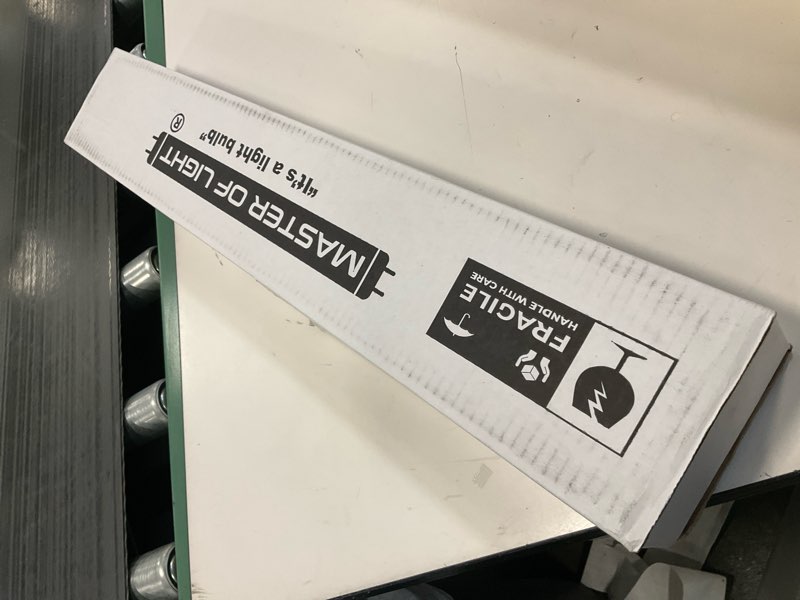 FRAGILE
HANDLE WITH CARE
MASTER OF LIGHT
®
"It's a light bulb"